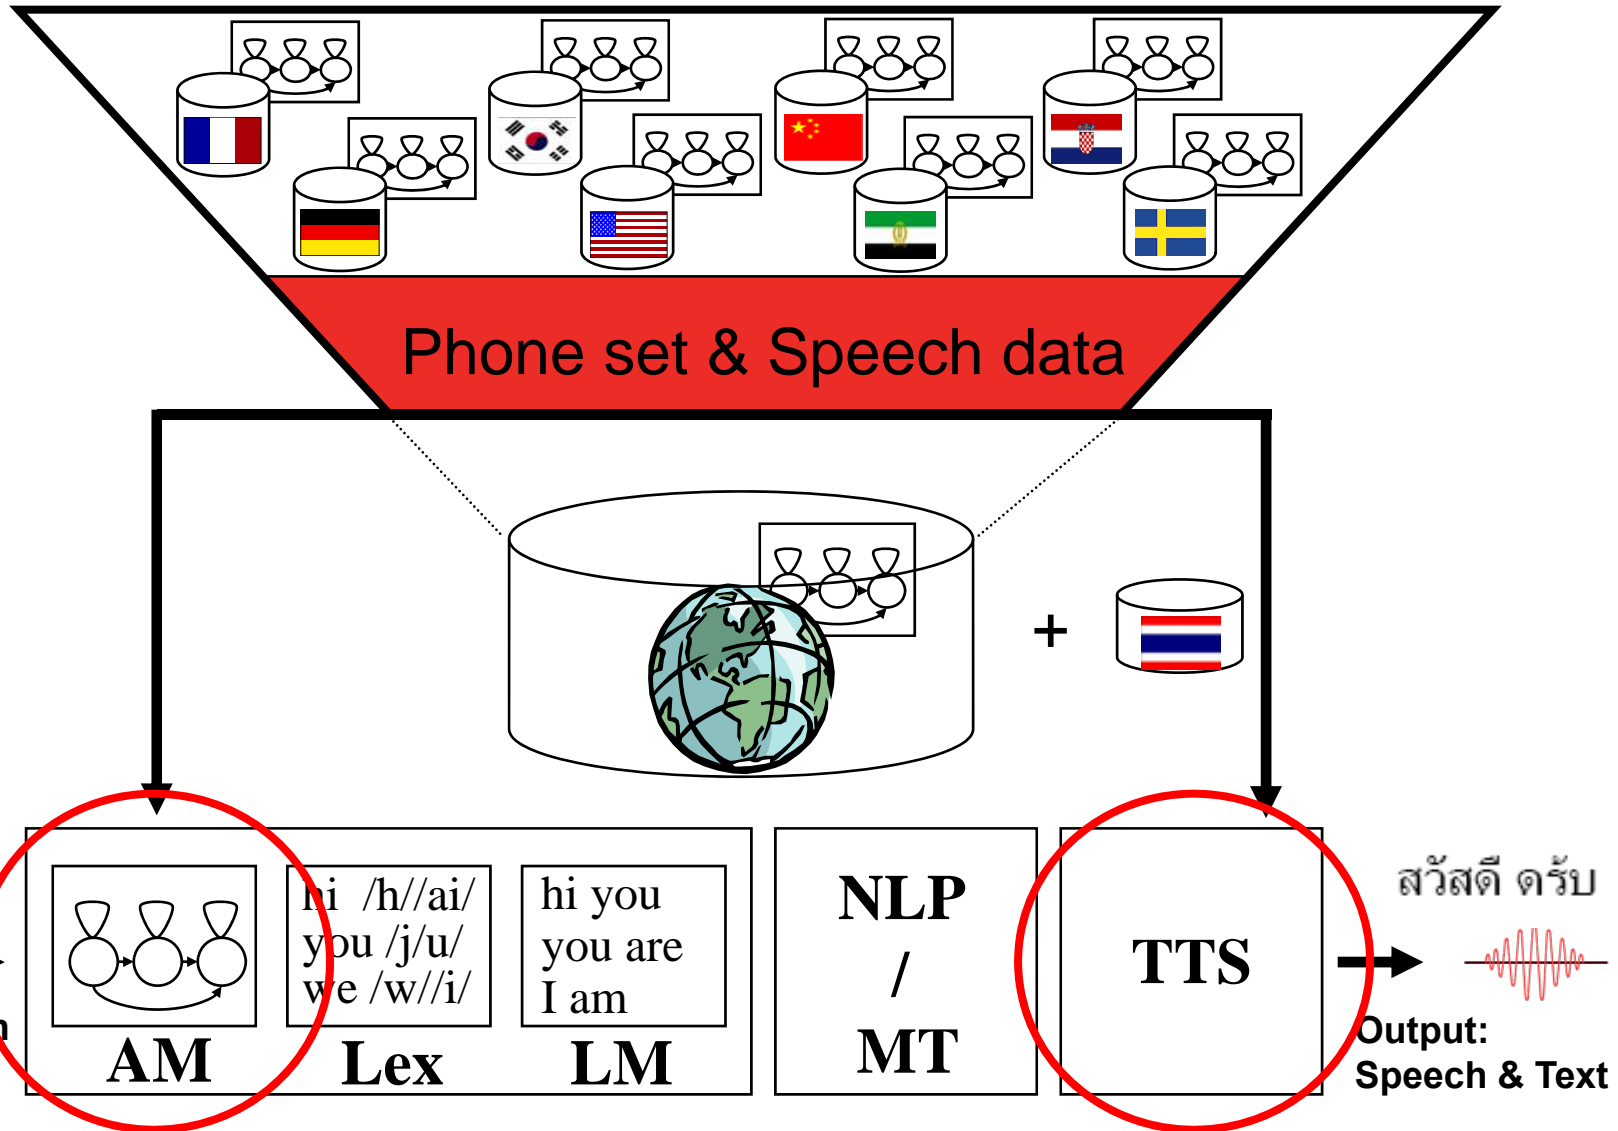 Phone set & Speech data
+
hi /h//ai/
you /j/u/
we /w//i/
hi you
you are
I am
AM
Lex
LM
NLP
/
MT
TTS
สวัสดี ดรับ
Output:
Speech & Text